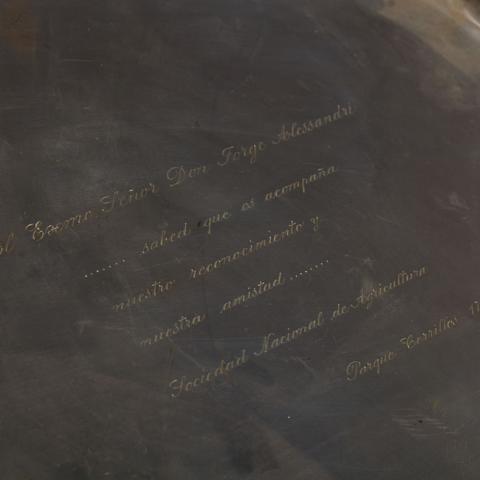 al Excmo. Señor Don Jorge Alessandri
....... sabed que os acompaña
nuestro reconocimiento y
nuestra amistad ........
Sociedad Nacional de Agricultura
Parque Cerrillos